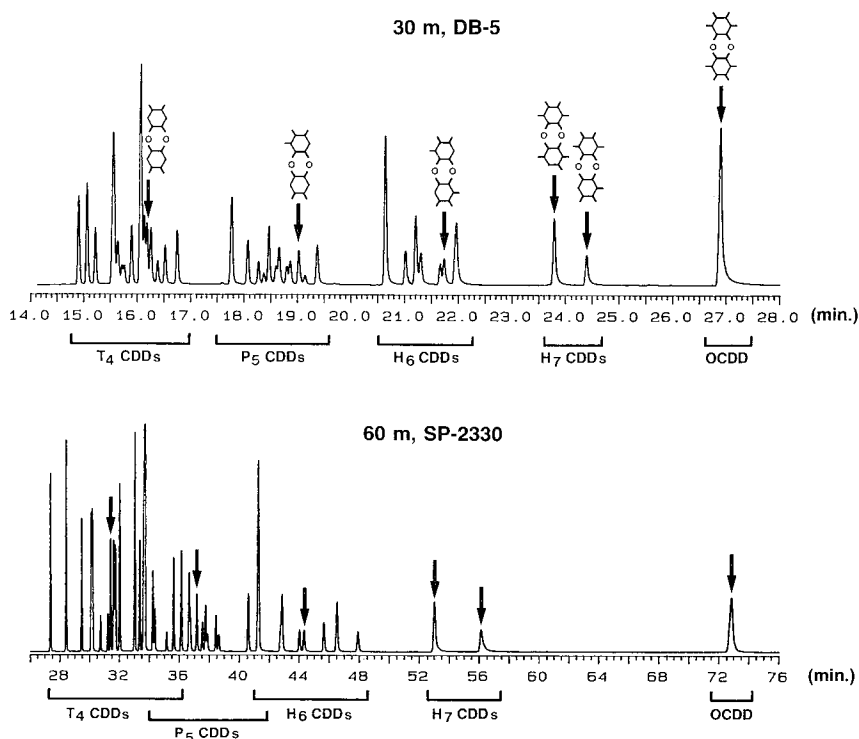 30 m, DB-5
O O
O O
O O
O O
O O
O O
14.0 15.0 16.0 17.0 18.0 19.0 20.0 21.0 22.0 23.0 24.0 25.0 26.0 27.0 28.0 (min.)
T4 CDDs P5 CDDs H6 CDDs H7 CDDs OCDD
60 m, SP-2330
28 32 36 40 44 48 52 56 60 64 68 72 76 (min.)
T4 CDDs H6 CDDs H7 CDDs OCDD
P5 CDDs